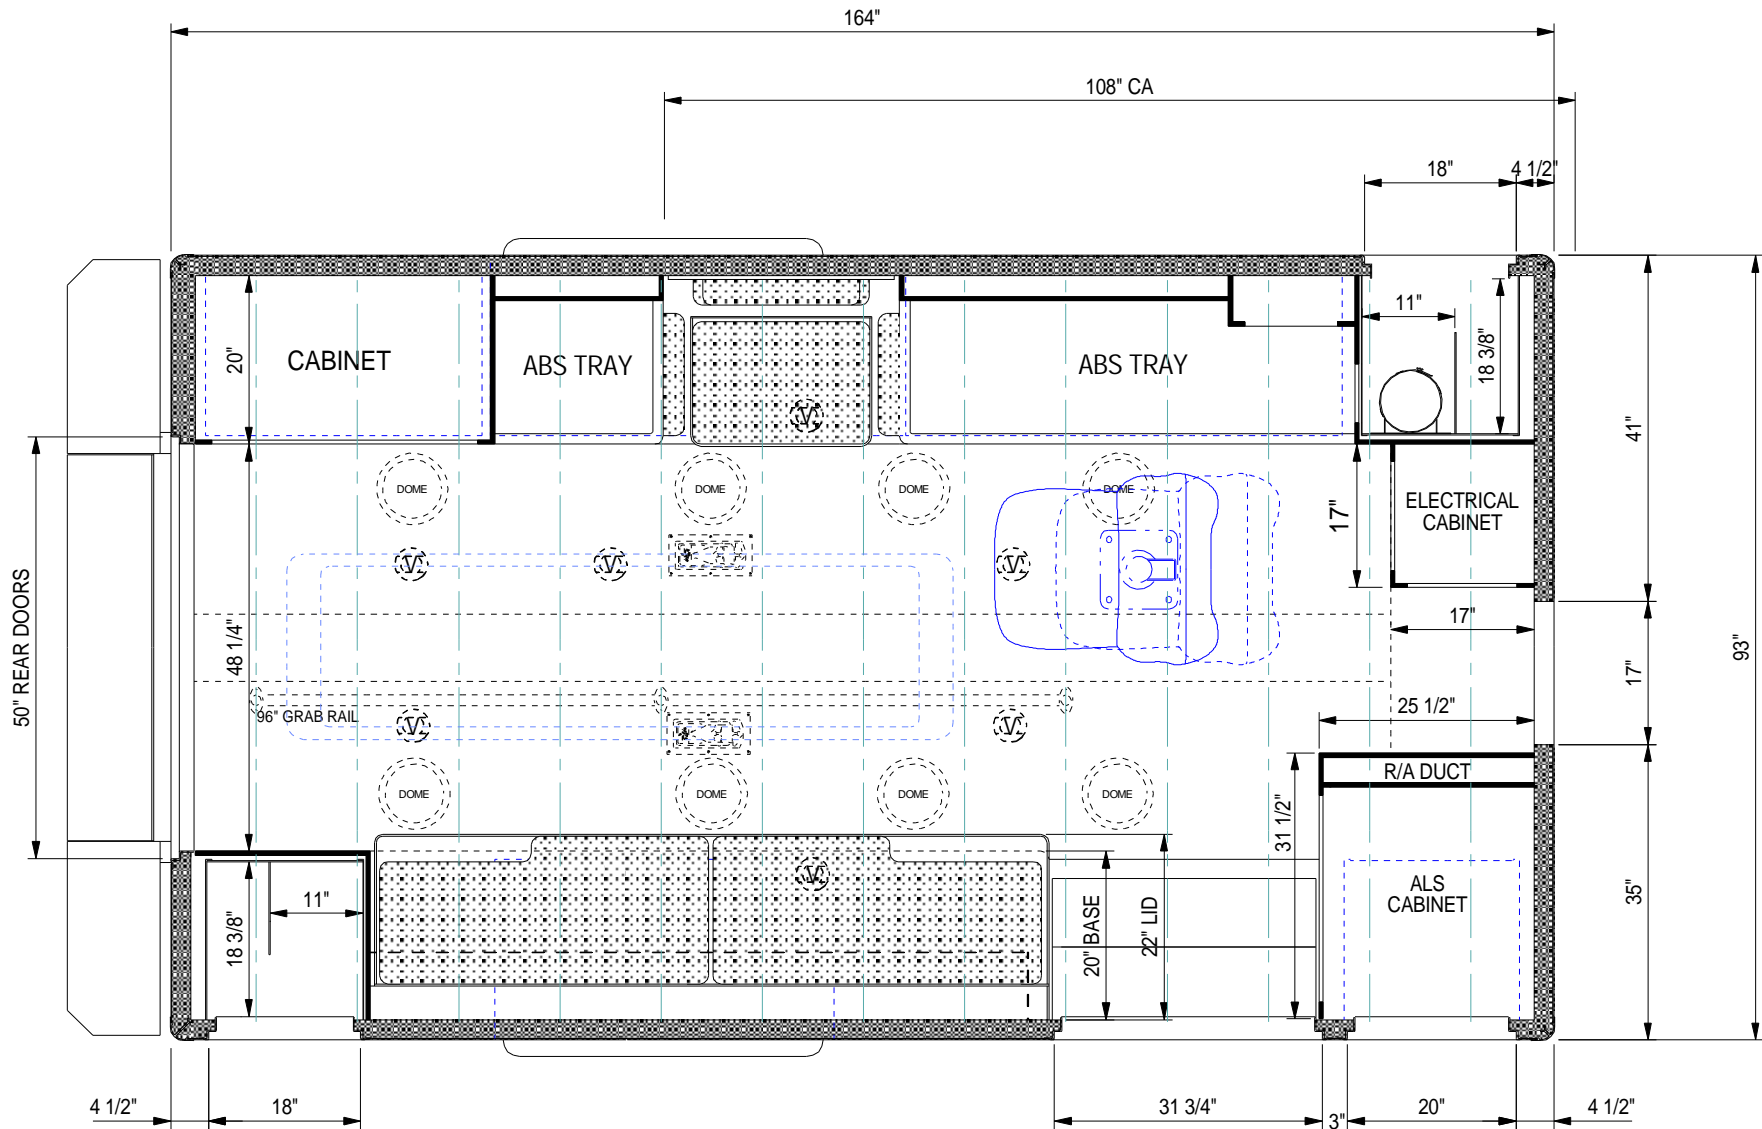 164"
108" CA
18"
4 1/2"
11"
18 3/8"
20"
CABINET
ABS TRAY
ABS TRAY
41"
DOME
DOME
DOME
DOME
17"
ELECTRICAL
CABINET
V
V
V
V
50" REAR DOORS
48 1/4"
17"
17"
93"
96" GRAB RAIL
V
V
25 1/2"
R/A DUCT
DOME
DOME
DOME
DOME
31 1/2"
V
ALS
CABINET
35"
11"
18 3/8"
20" BASE
22" LID
4 1/2"
18"
31 3/4"
3"
20"
4 1/2"